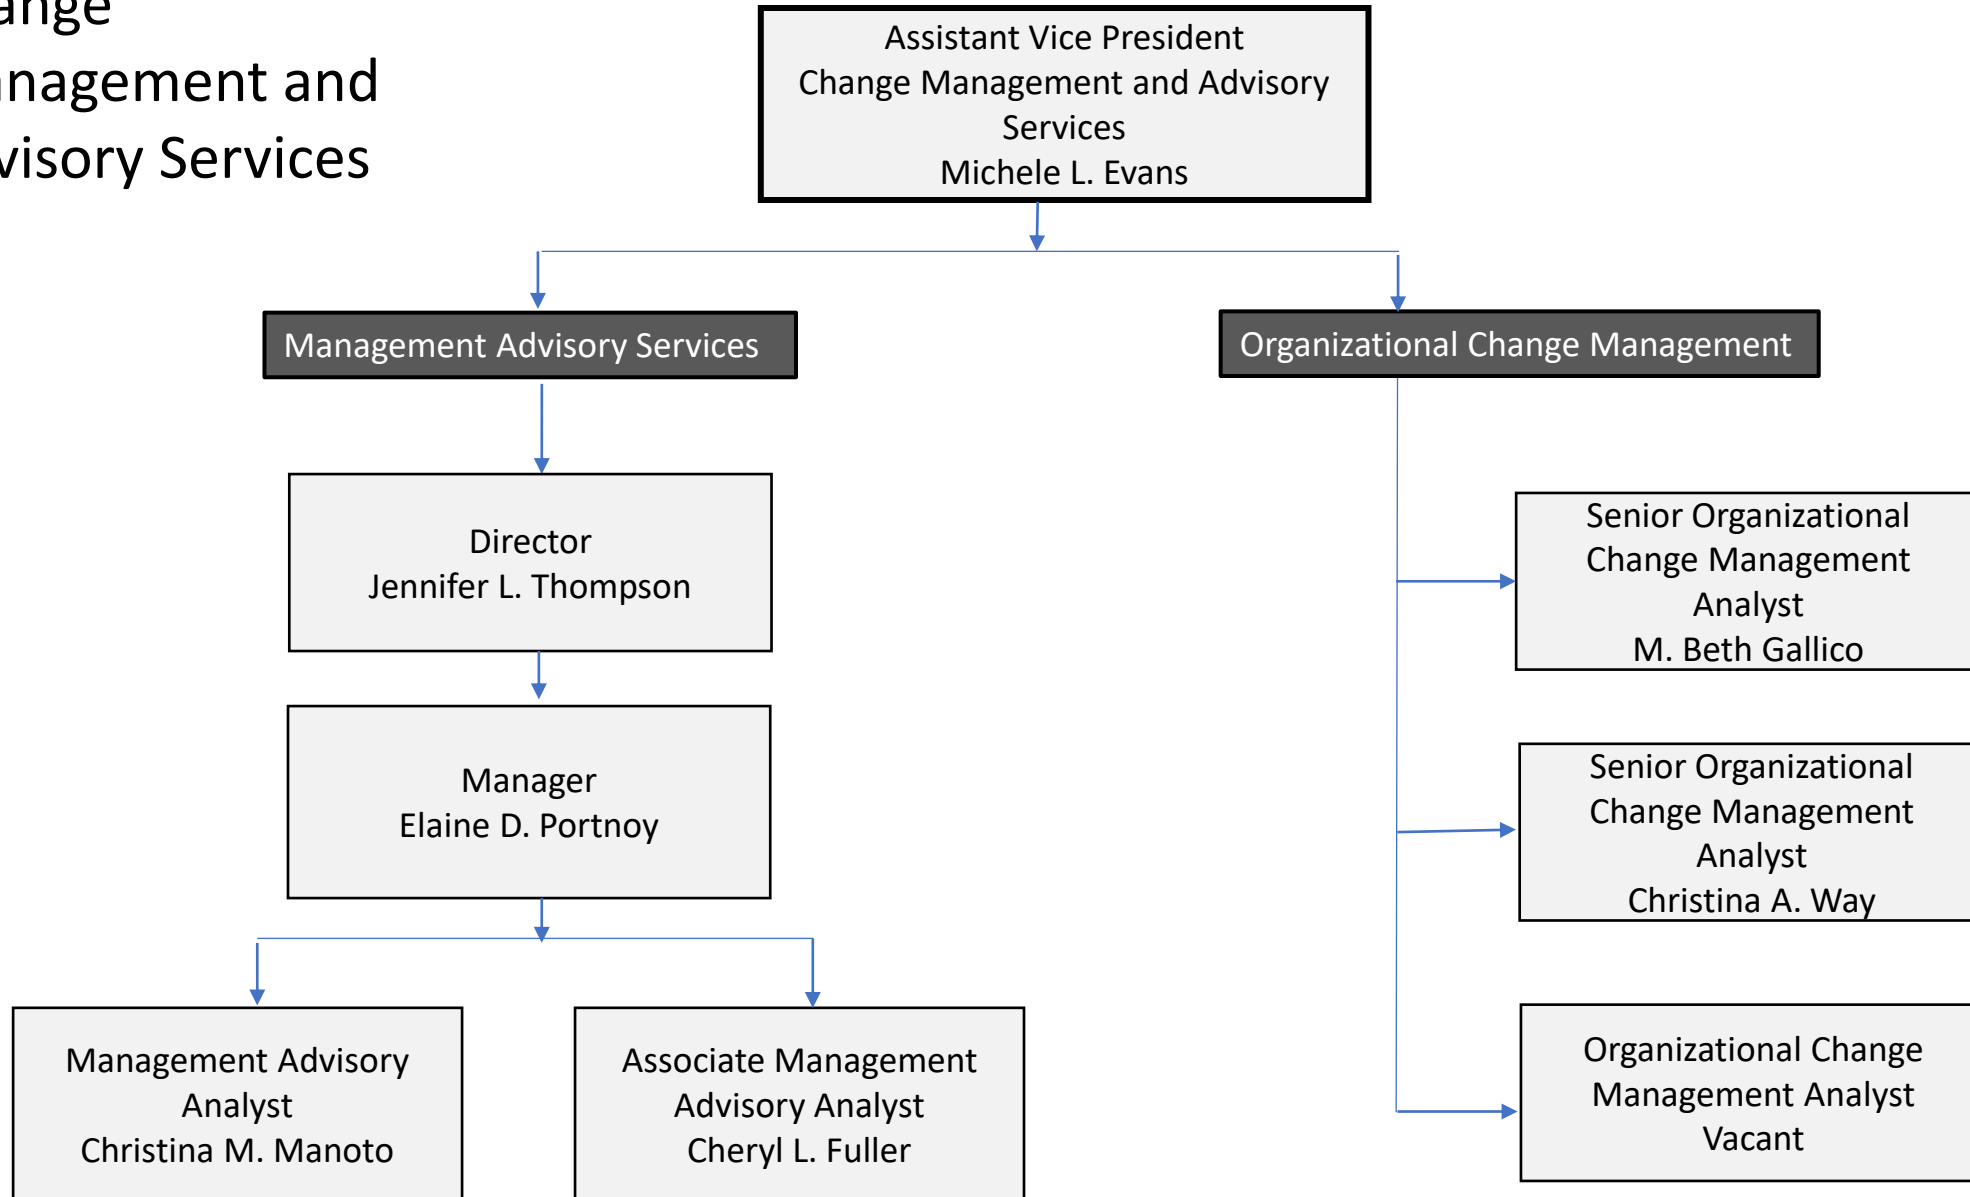 ange
nagement and
visory Services
Assistant Vice President
Change Management and Advisory
Services
Michele L. Evans
Management Advisory Services
Organizational Change Management
Director
Jennifer L. Thompson
Manager
Elaine D. Portnoy
Management Advisory
Analyst
Christina M. Manoto
Associate Management
Advisory Analyst
Cheryl L. Fuller
Senior Organizational
Change Management
Analyst
M. Beth Gallico
Senior Organizational
Change Management
Analyst
Christina A. Way
Organizational Change
Management Analyst
Vacant